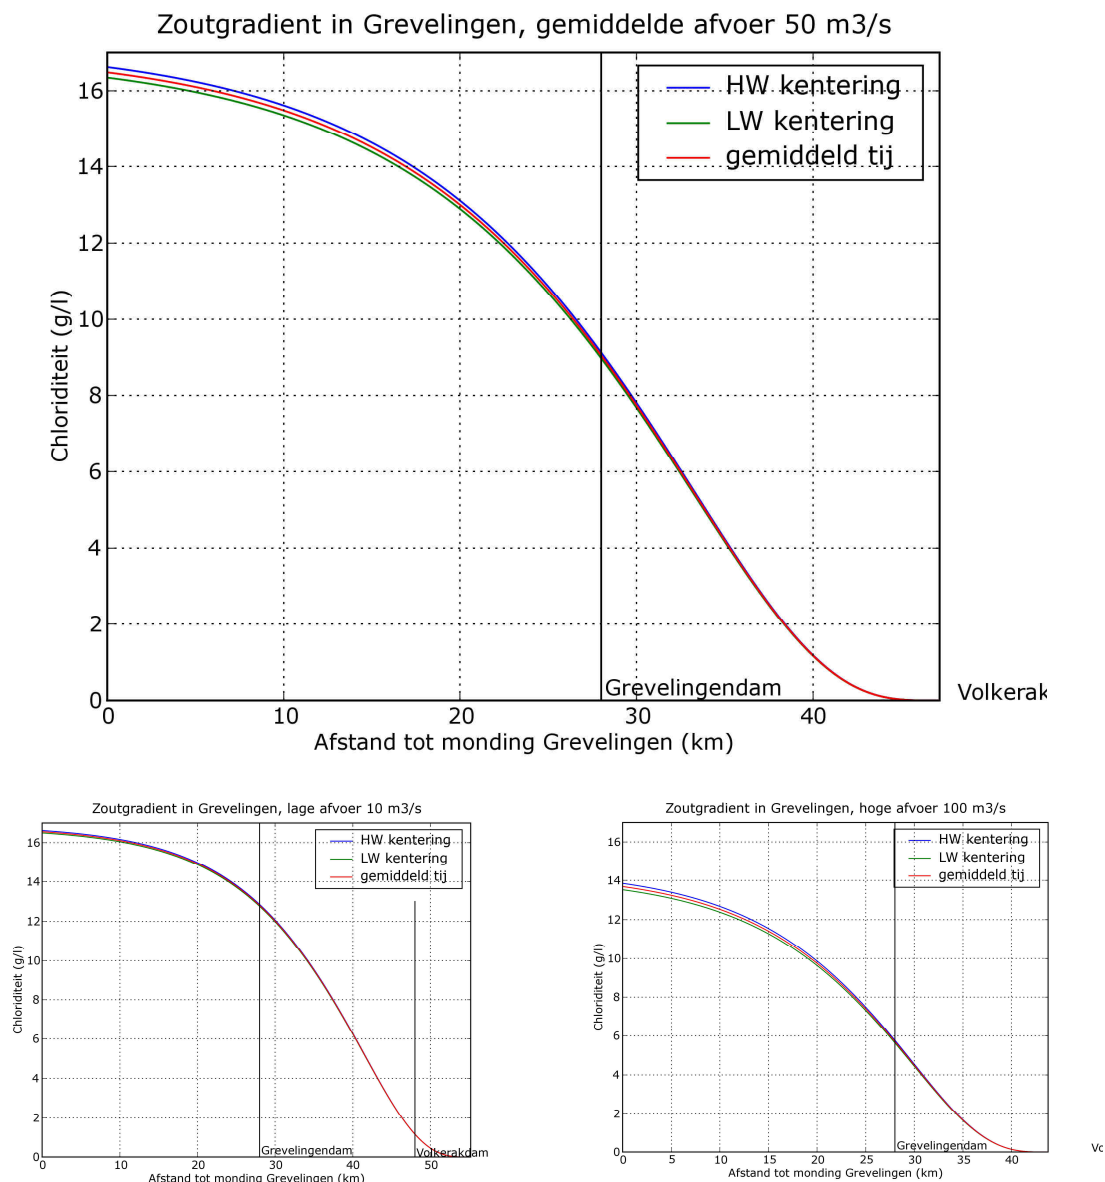 Zoutgradient in Grevelingen, gemiddelde afvoer 50 m3/s
HW kentering
LW kentering
gemiddeld tij
Chloriditeit (g/l)
16
14
12
10
8
6
4
2
0
Grevelingendam
Volkerak
0 10 20 30 40
Afstand tot monding Grevelingen (km)
Zoutgradient in Grevelingen, lage afvoer 10 m3/s
HW kentering
LW kentering
gemiddeld tij
Chloriditeit (g/l)
16
14
12
10
8
6
4
2
0
Grevelingendam
Volkerakdam
0 10 20 30 40 50
Afstand tot monding Grevelingen (km)
Zoutgradient in Grevelingen, hoge afvoer 100 m3/s
HW kentering
LW kentering
gemiddeld tij
Chloriditeit (g/l)
16
14
12
10
8
6
4
2
0
Grevelingendam
Vo
0 5 10 15 20 25 30 35 40
Afstand tot monding Grevelingen (km)